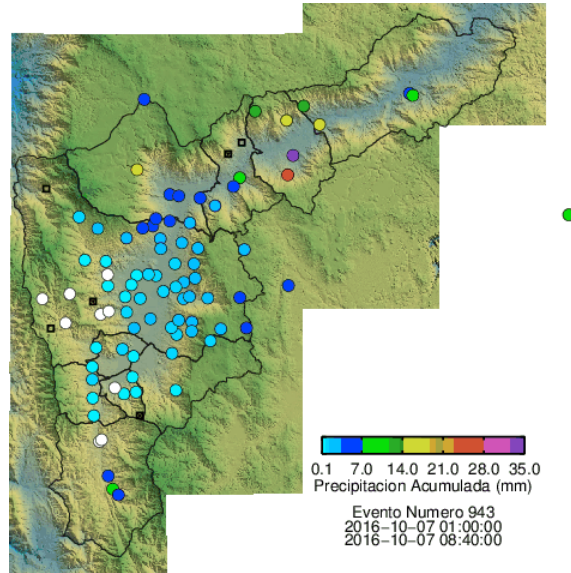 0.1 7.0 14.0 21.0 28.0 35.0
Precipitacion Acumulada (mm)
Evento Numero 943
2016-10-07 01:00:00
2016-10-07 08:40:00